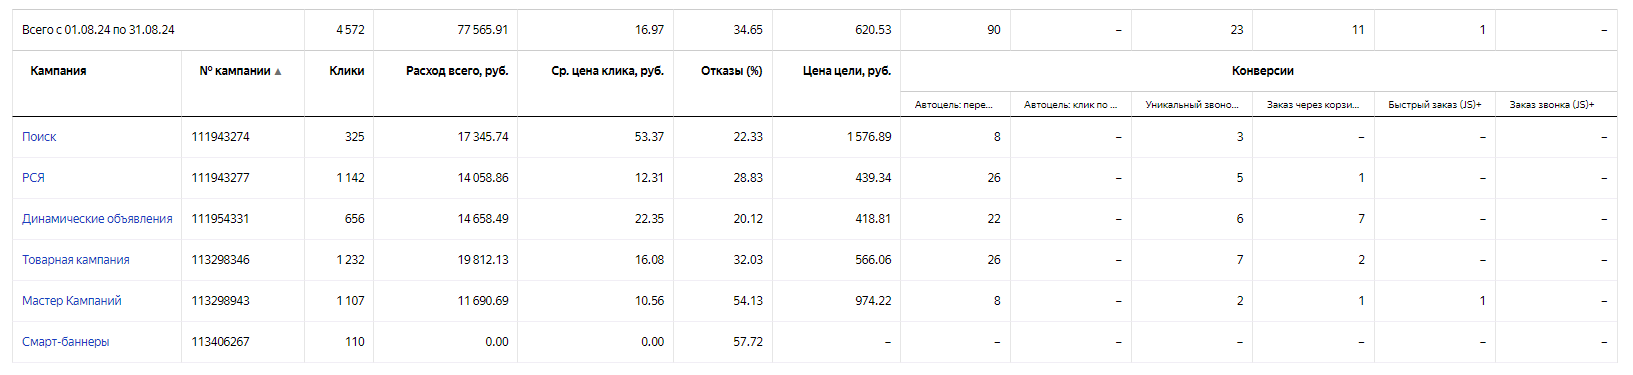 Всего с 01.08.24 по 31.08.24 4 572 77 565.91 16.97 34.65 620.53 90 – – 23 11 1 –
Кампания № кампании ▲ Клики Расход всего, руб. Ср. цена клика, руб. Отказы (%) Цена цели, руб. Конверсии
Автоцель: пере... Автоцель: клик по ... Уникальный звоно... Заказ через корзи... Быстрый заказ (JS)+ Заказ звонка (JS)+
Поиск 111943274 325 17 345.74 53.37 22.33 1 576.89 8 – 3 – – –
РСЯ 111943277 1 142 14 058.86 12.31 28.83 439.34 26 – 5 1 – –
Динамические объявления 111954331 656 14 658.49 22.35 20.12 418.81 22 – 6 7 – –
Товарная кампания 113298346 1 232 19 812.13 16.08 32.03 566.06 26 – 7 2 – –
Мастер Кампаний 113298943 1 107 11 690.69 10.56 54.13 974.22 8 – 2 1 1 –
Смарт-баннеры 113406267 110 0.00 0.00 57.72 – – – – – – –